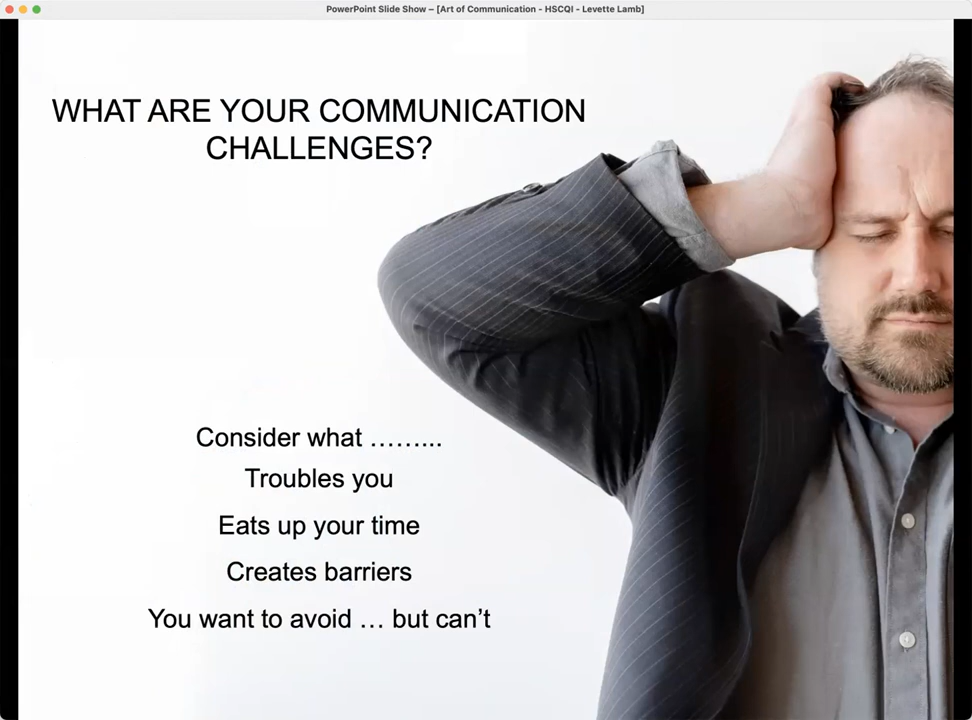 PowerPoint Slide Show – [Art of Communication - HSCQI - Levette Lamb]
WHAT ARE YOUR COMMUNICATION
CHALLENGES?
Consider what ……...
Troubles you
Eats up your time
Creates barriers
You want to avoid … but can’t